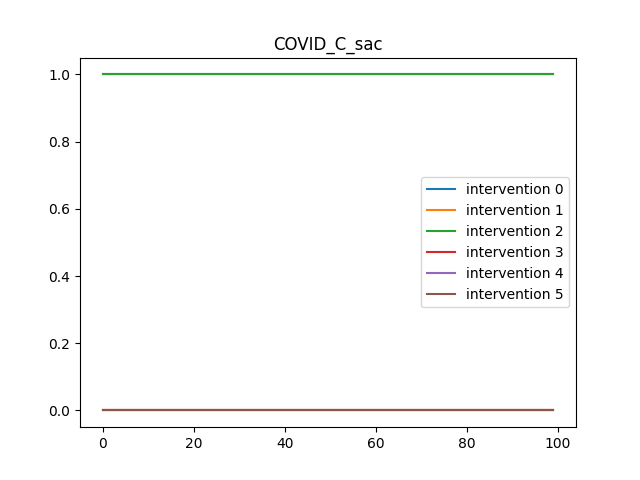 COVID_C_sac
1.0
0.8
0.6
0.4
0.2
0.0
intervention 0
intervention 1
intervention 2
intervention 3
intervention 4
intervention 5
0 20 40 60 80 100